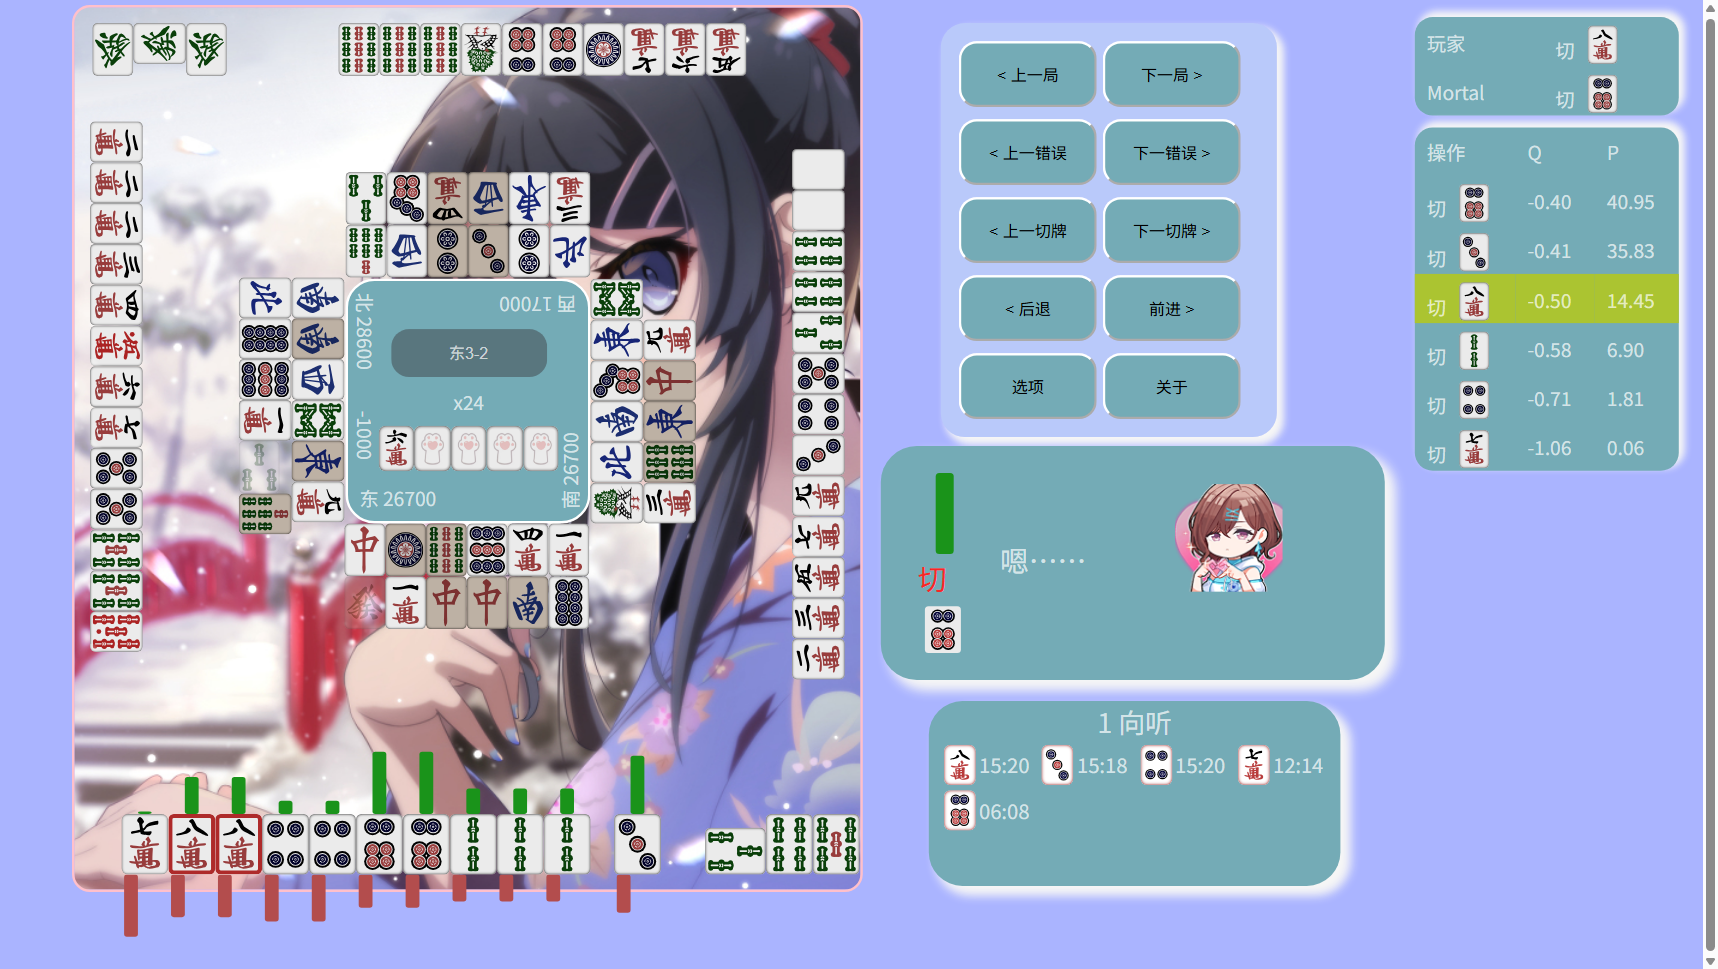 < 上一局
下一局 >
< 上一错误
下一错误 >
< 上一切牌
下一切牌 >
< 后退
前进 >
选项
关于
玩家 切
Mortal 切
操作 Q P
切 -0.40 40.95
切 -0.41 35.83
切 -0.50 14.45
切 -0.58 6.90
切 -0.71 1.81
切 -1.06 0.06
西 17000
北 28600
东3-2
x24
-1000
东 26700
南 26700
嗯……
切
1 向听
15:20 15:18 15:20 12:14
06:08